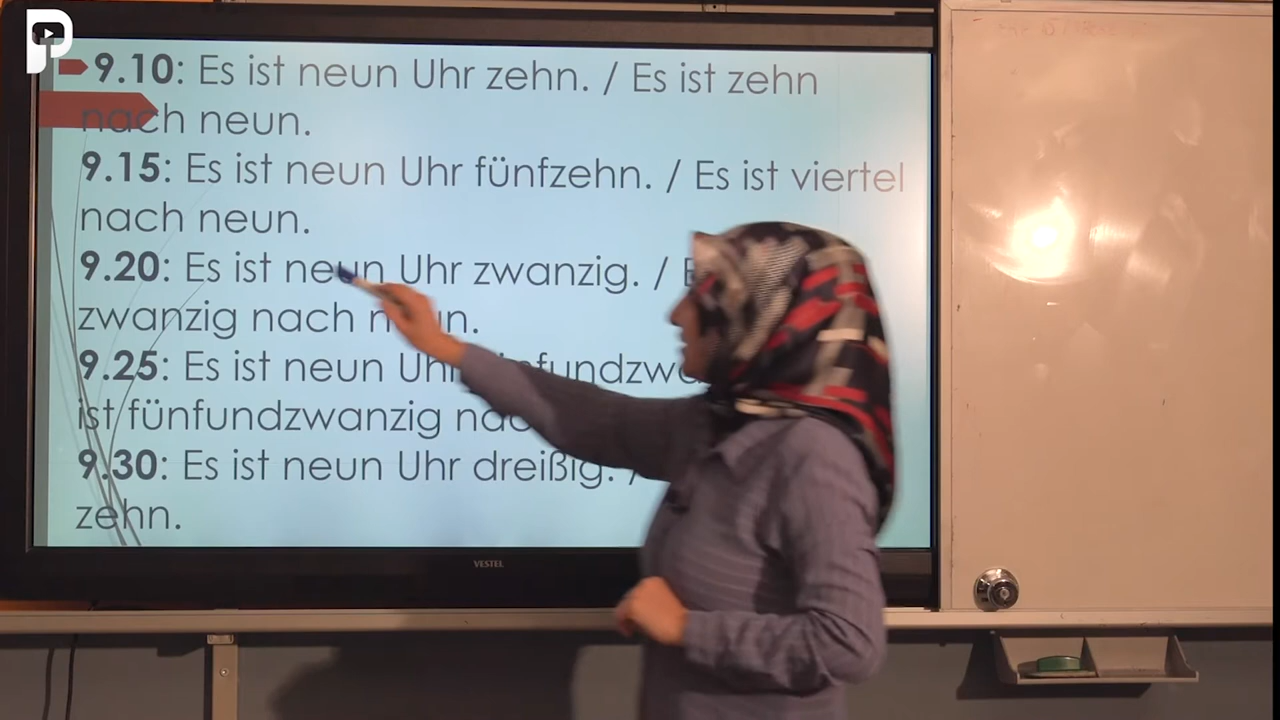 9.10: Es ist neun Uhr zehn. / Es ist zehn
nach neun.
9.15: Es ist neun Uhr fünfzehn. / Es ist viertel
nach neun.
9.20: Es ist neun Uhr zwanzig. /
zwanzig nach
9.25: Es ist neun Uhr
ist fünfundzwanzig
9.30: Es ist neun Uhr dreißig. /
zehn.
VESTEL